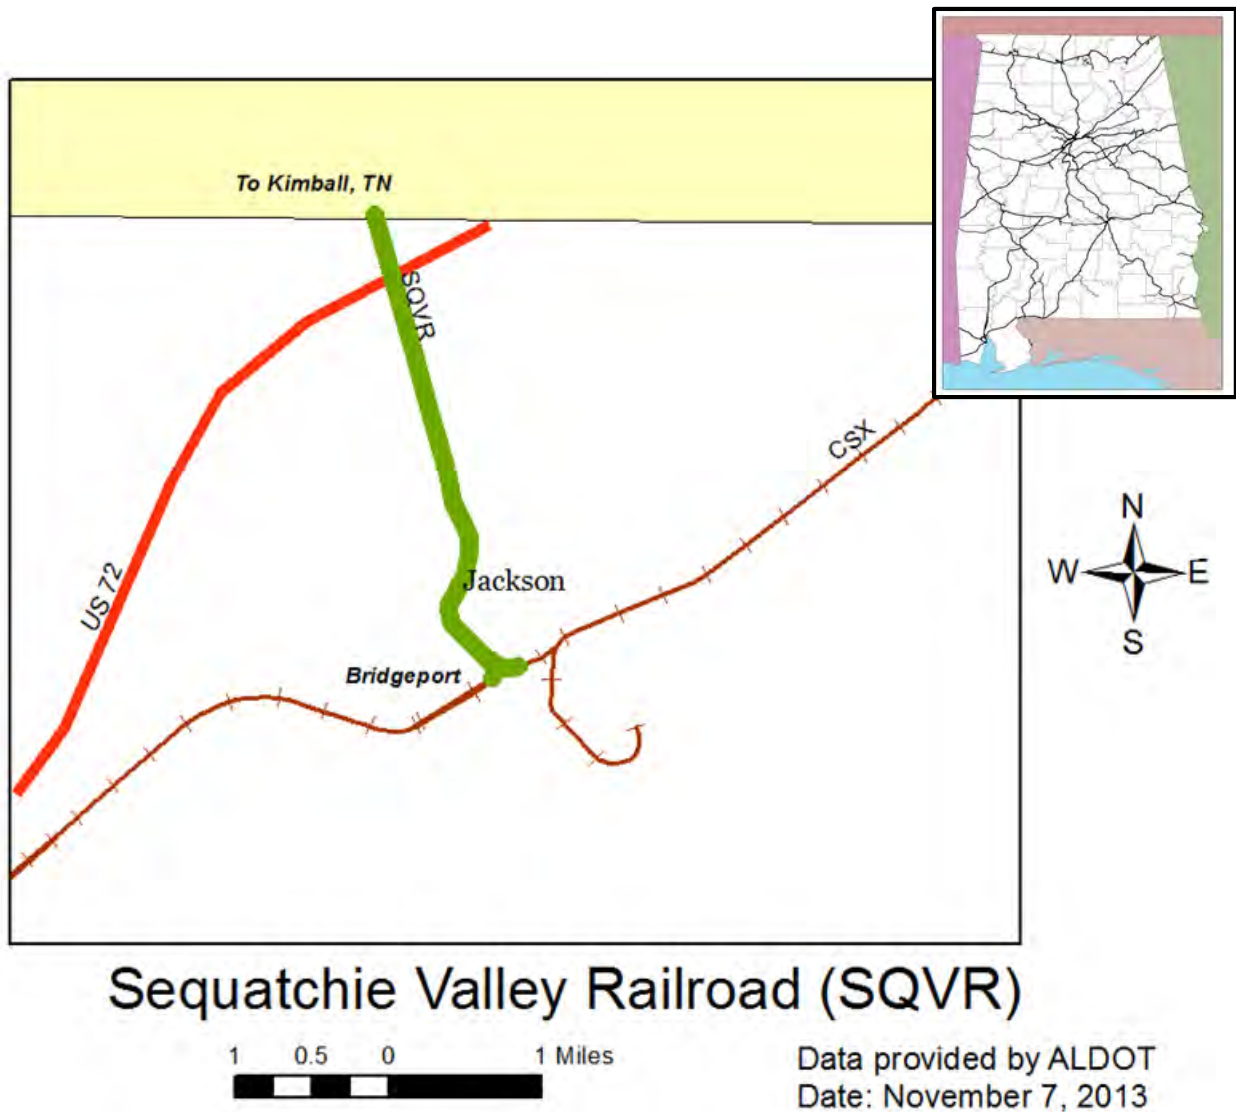 To Kimball, TN
SQVR
CSX
US 72
Jackson
Bridgeport
N
W E
S
Sequatchie Valley Railroad (SQVR)
1 0.5 0 1 Miles
Data provided by ALDOT
Date: November 7, 2013